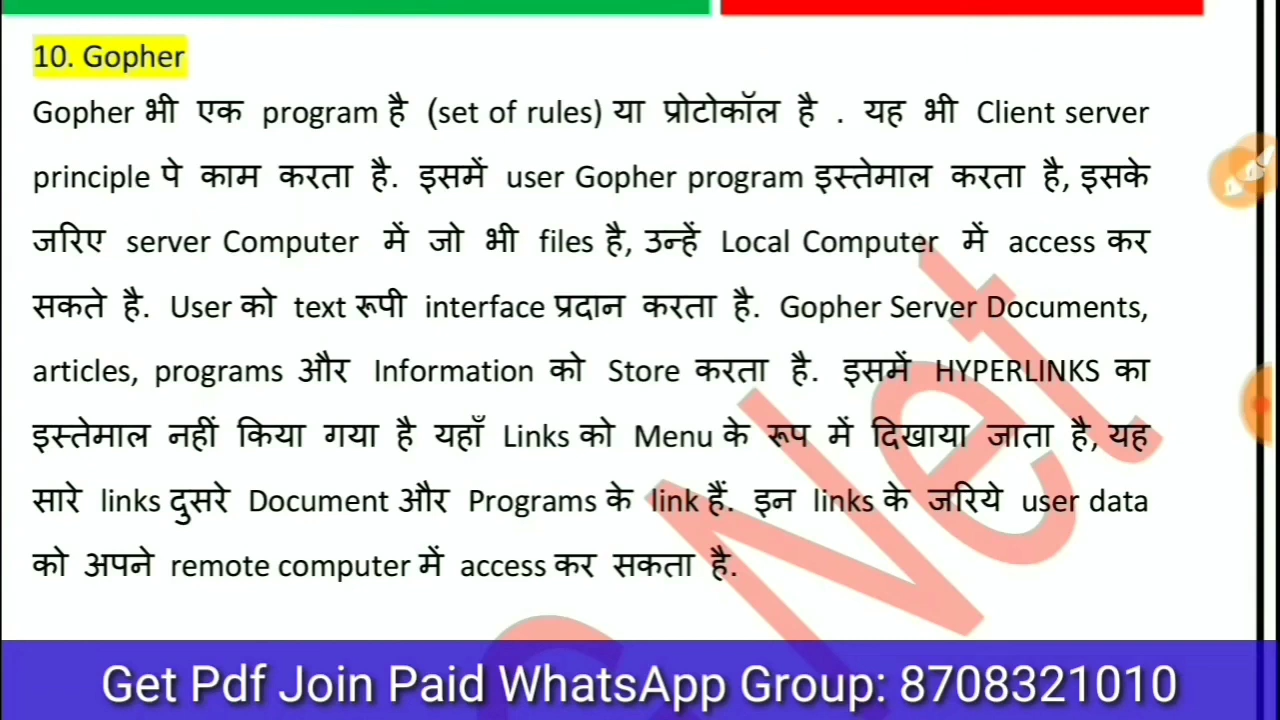 10. Gopher
Gopher भी एक program है (set of rules) या प्रोटोकॉल है . यह भी Client server
principle पे काम करता है. इसमें user Gopher program इस्तेमाल करता है, इसके
जरिए server Computer में जो भी files है, उन्हें Local Computer में access कर
सकते है. User को text रूपी interface प्रदान करता है. Gopher Server Documents,
articles, programs और Information को Store करता है. इसमें HYPERLINKS का
इस्तेमाल नहीं किया गया है यहाँ Links को Menu के रूप में दिखाया जाता है, यह
सारे links दुसरे Document और Programs के link हैं. इन links के जरिये user data
को अपने remote computer में access कर सकता है.
Net
Get Pdf Join Paid WhatsApp Group: 8708321010